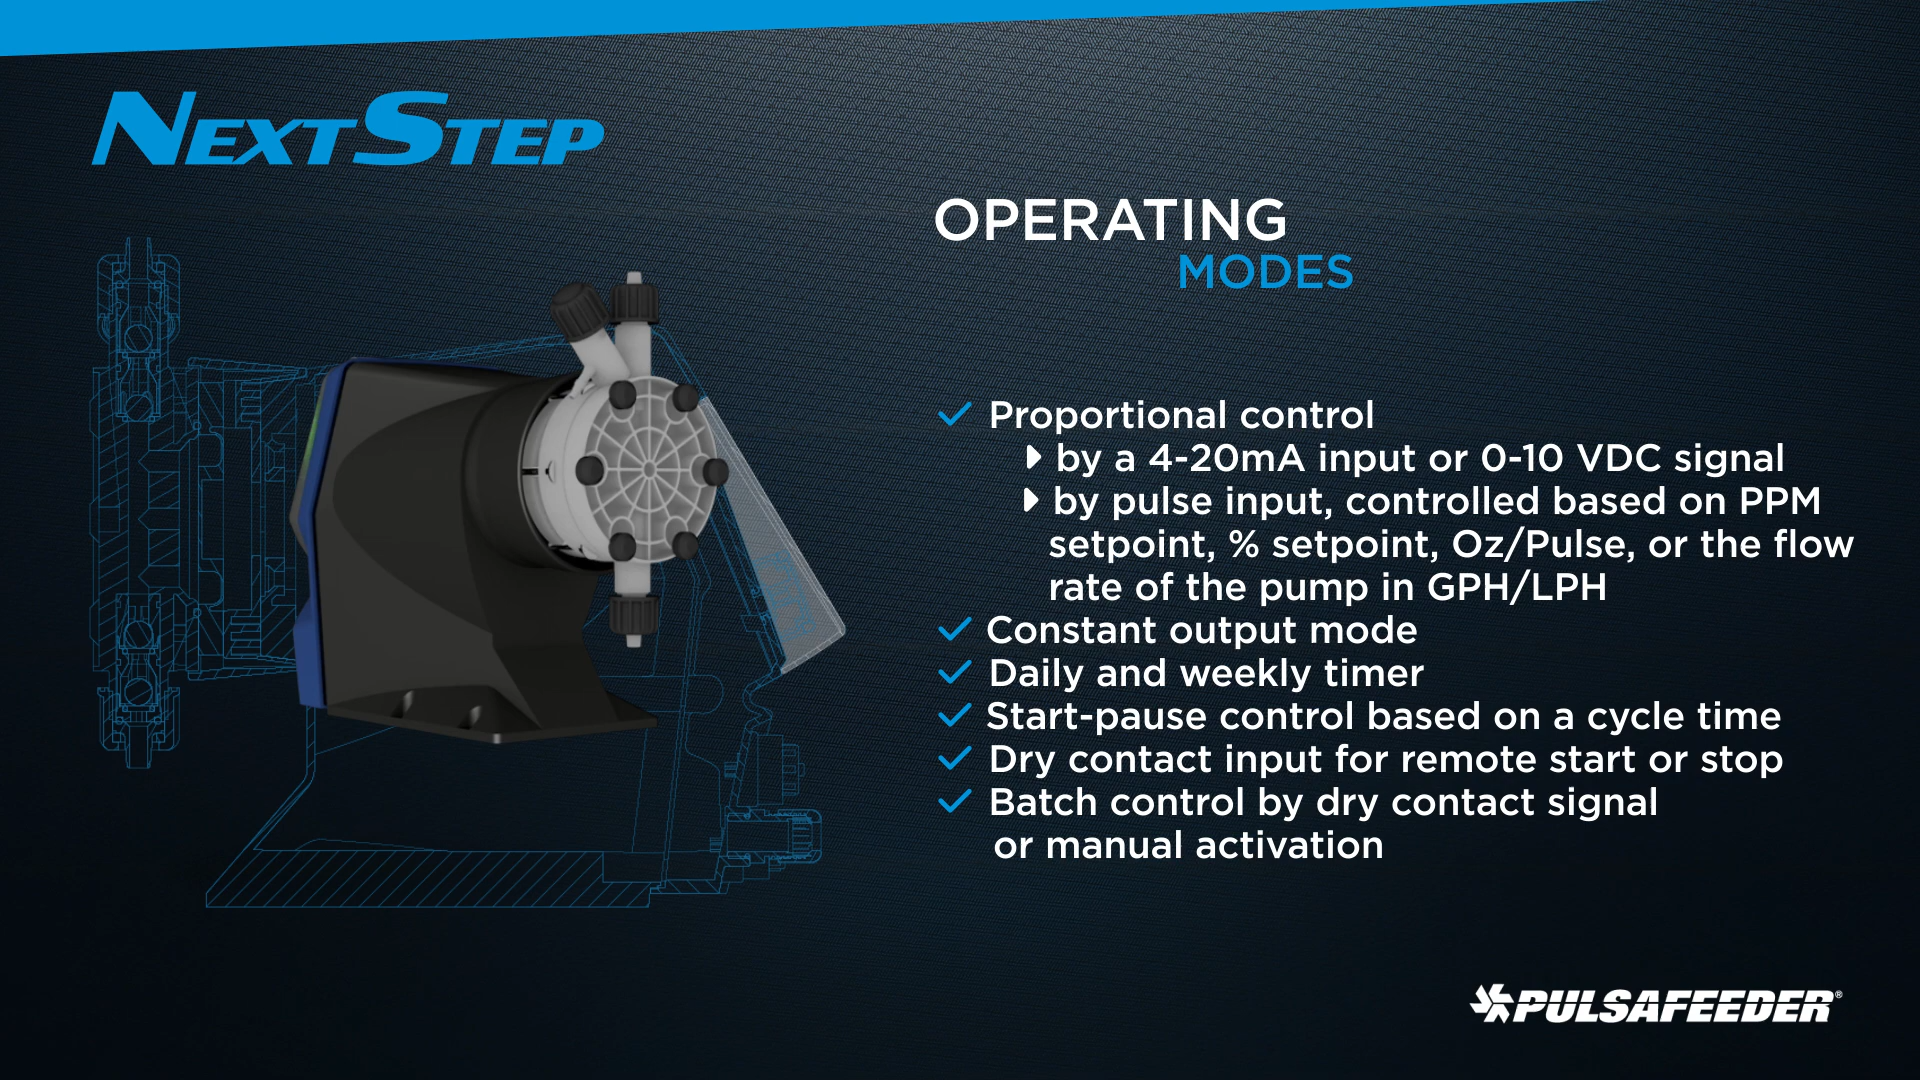 NEXTSTEP
OPERATING
MODES
Proportional control
by a 4-20mA input or 0-10 VDC signal
by pulse input, controlled based on PPM
setpoint, % setpoint, Oz/Pulse, or the flow
rate of the pump in GPH/LPH
Constant output mode
Daily and weekly timer
Start-pause control based on a cycle time
Dry contact input for remote start or stop
Batch control by dry contact signal
or manual activation
PULSAFEEDER®